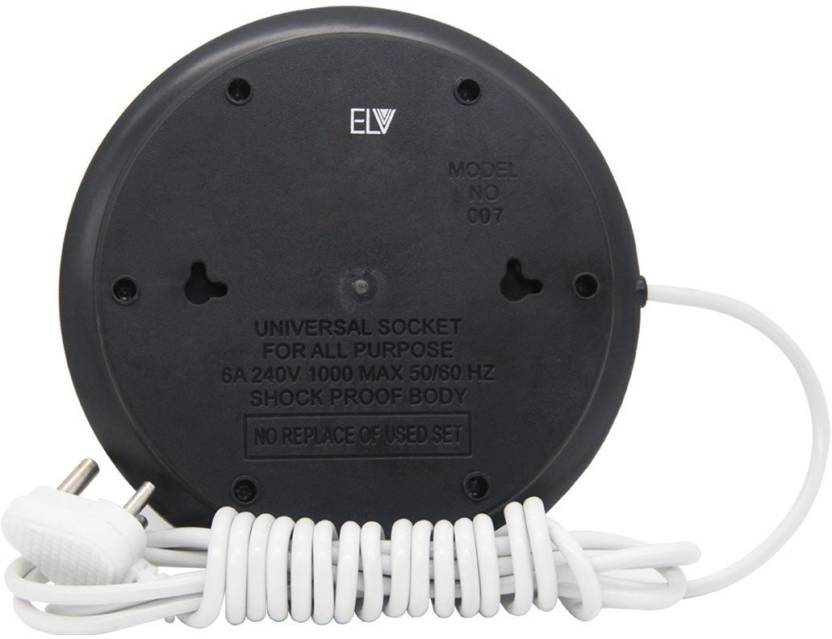 ELV
MODEL
NO
007
UNIVERSAL SOCKET
FOR ALL PURPOSE
6A 240V 1000 MAX 50/60 HZ
SHOCK PROOF BODY
NO REPLACE OF USED SET